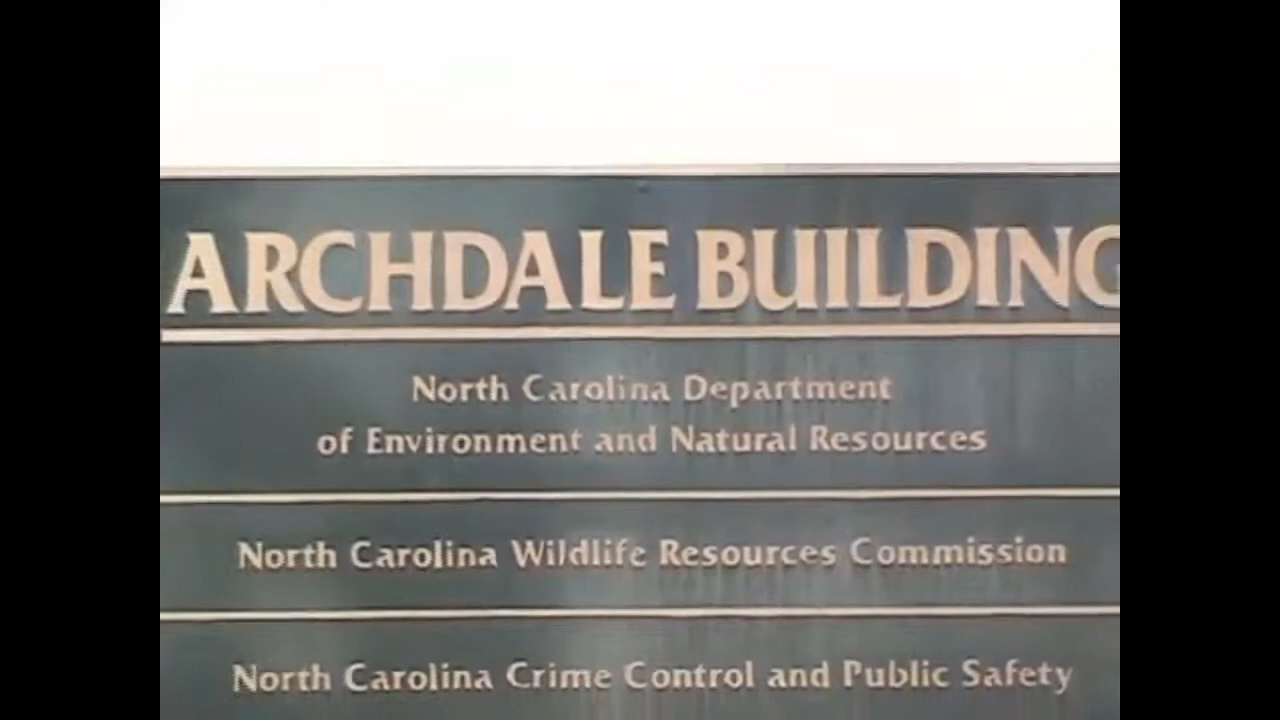 ARCHDALE BUILDING
North Carolina Department
of Environment and Natural Resources
North Carolina Wildlife Resources Commission
North Carolina Crime Control and Public Safety